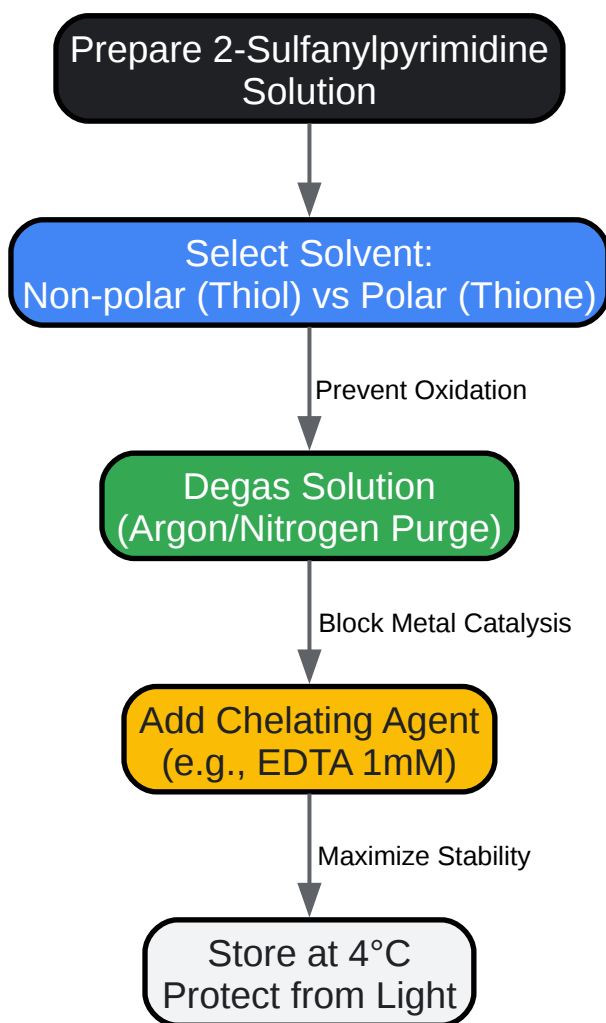 Prepare 2-Sulfanylpyrimidine
Solution
Select Solvent:
Non-polar (Thiol) vs Polar (Thione)
Prevent Oxidation
Degas Solution
(Argon/Nitrogen Purge)
Block Metal Catalysis
Add Chelating Agent
(e.g., EDTA 1mM)
Maximize Stability
Store at 4°C
Protect from Light